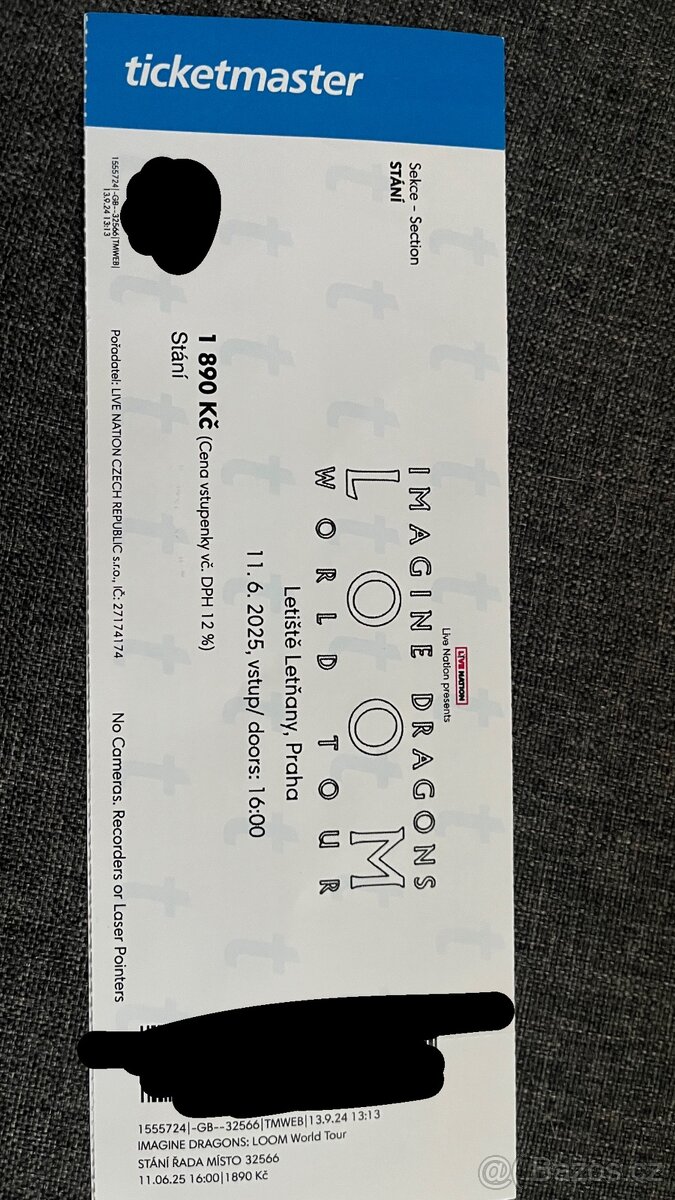 ticketmaster
Sekce - Section
STÁNÍ
LIVE NATION
Live Nation presents
IMAGINE DRAGONS
LOOM
WORLD TOUR
Letiště Letňany, Praha
11. 6. 2025, vstup/ doors: 16:00
1 890 Kč (Cena vstupenky vč. DPH 12 %)
Stání
1555724|-GB--32566|TMWEB|
13.9.24 13:13
Pořadatel: LIVE NATION CZECH REPUBLIC s.r.o., IČ: 27174174
No Cameras, Recorders or Laser Pointers
1555724|-GB--32566|TMWEB|13.9.24 13:13
IMAGINE DRAGONS: LOOM World Tour
STÁNÍ ŘADA MÍSTO 32566
11.06.25 16:00|1890 Kč
Bazos.cz